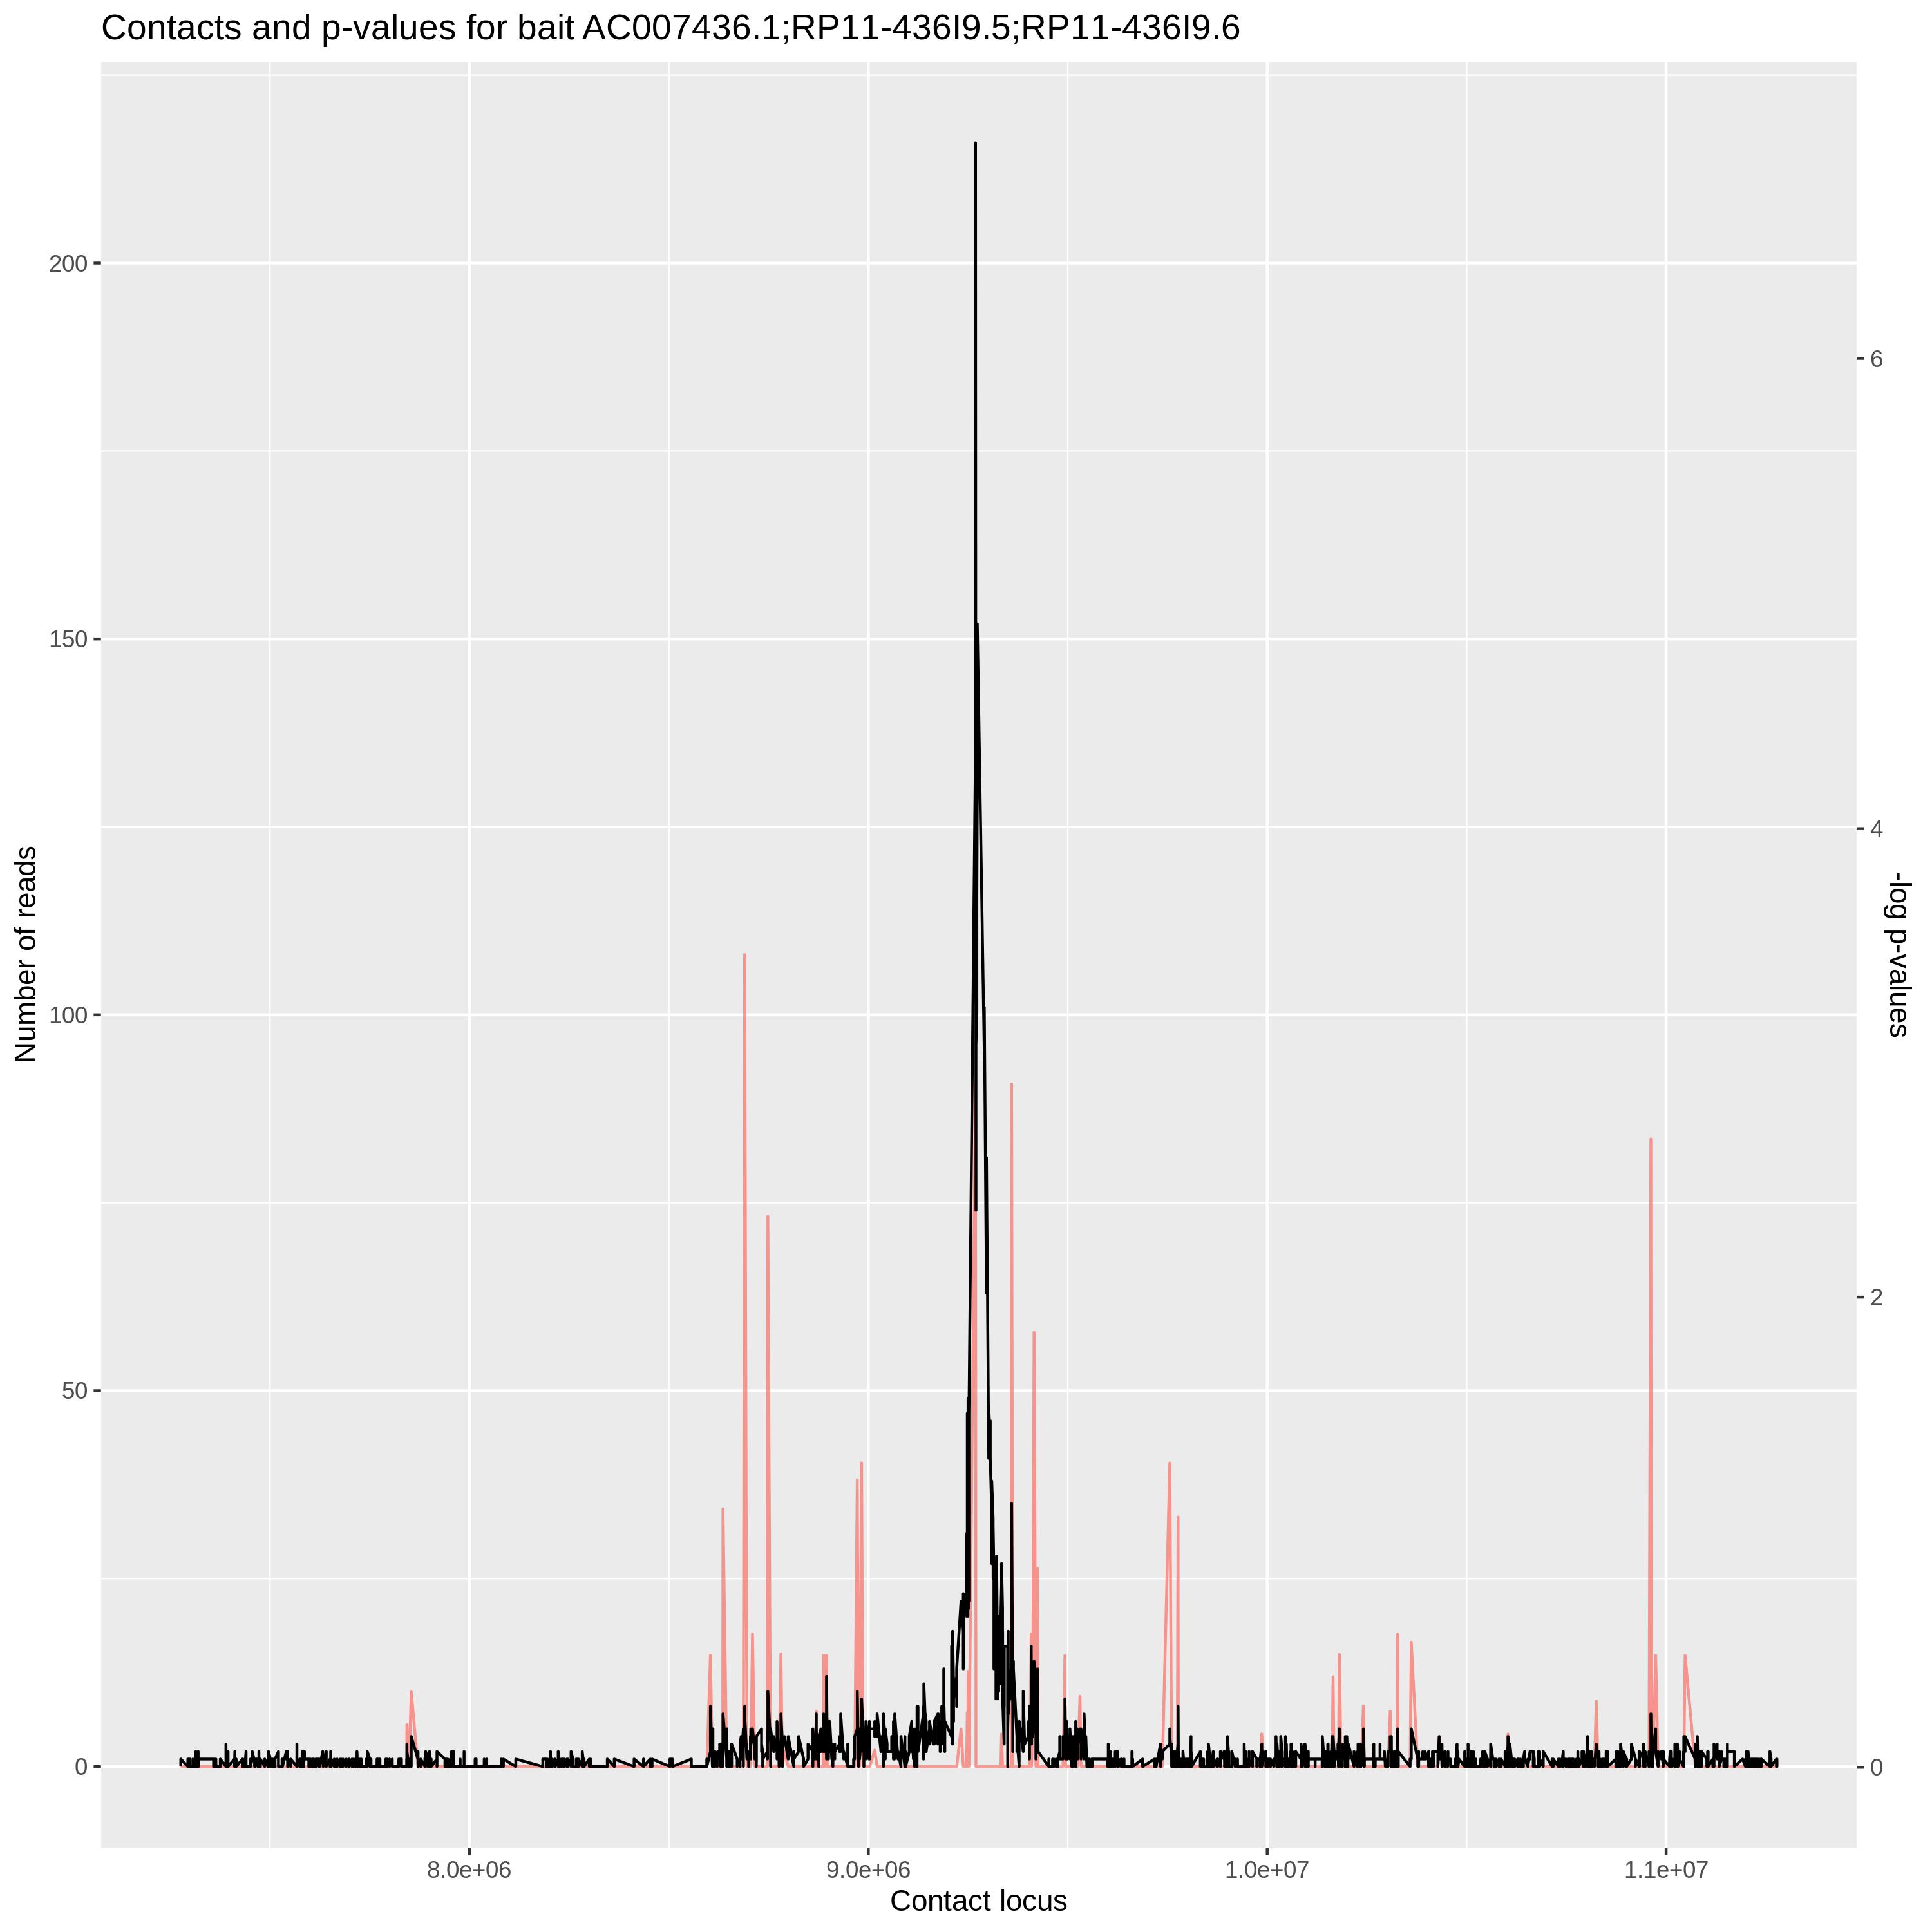 Contacts and p-values for bait AC007436.1;RP11-436I9.5;RP11-436I9.6
200
150
100
50
0
Number of reads
6
4
2
0
-log p-values
8.0e+06
9.0e+06
1.0e+07
1.1e+07
Contact locus